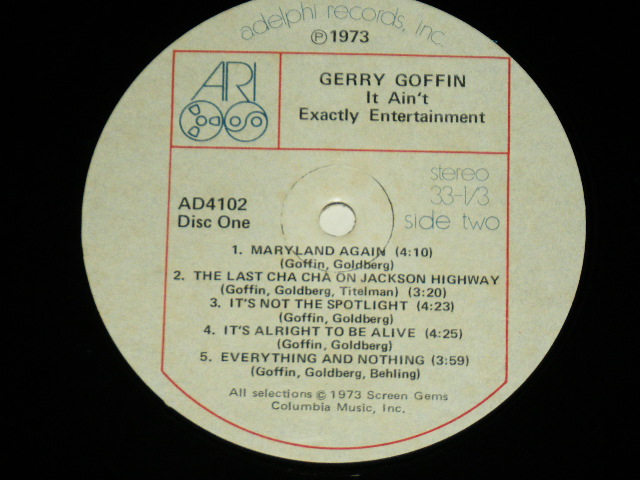 adelphi records, inc.
℗1973
ARI
GERRY GOFFIN
It Ain't
Exactly Entertainment
stereo
33-1/3
side two
AD4102
Disc One
1. MARYLAND AGAIN (4:10)
(Goffin, Goldberg)
2. THE LAST CHA CHA ON JACKSON HIGHWAY
(Goffin, Goldberg, Titelman) (3:20)
3. IT'S NOT THE SPOTLIGHT (4:23)
(Goffin, Goldberg)
4. IT'S ALRIGHT TO BE ALIVE (4:25)
(Goffin, Goldberg)
5. EVERYTHING AND NOTHING (3:59)
(Goffin, Goldberg, Behling)
All selections © 1973 Screen Gems
Columbia Music, Inc.